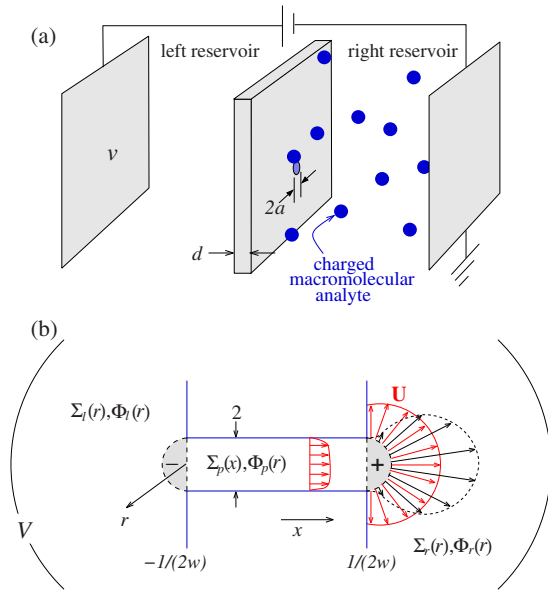 (a)
left reservoir
right reservoir
v
2a
d
charged
macromolecular
analyte
(b)
U
Σl(r),Φl(r)
2
Σp(x),Φp(r)
−
+
r
x
V
Σr(r),Φr(r)
−1/(2w)
1/(2w)